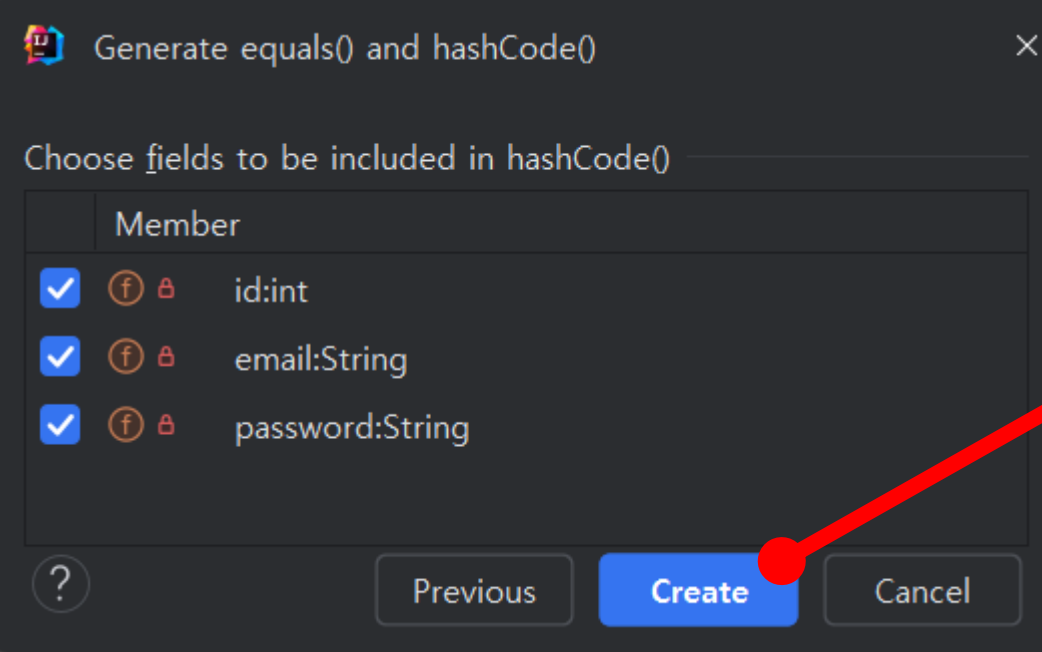 Generate equals() and hashCode()
Choose fields to be included in hashCode()
Member
id:int
email:String
password:String
? Previous Create Cancel